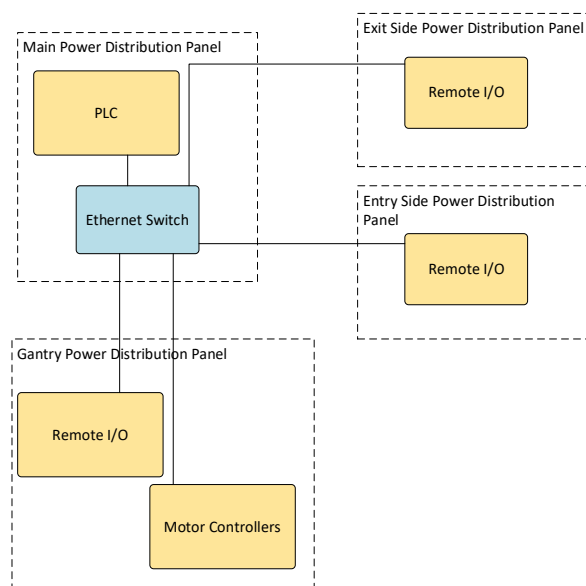 Main Power Distribution Panel
PLC
Ethernet Switch
Exit Side Power Distribution Panel
Remote I/O
Entry Side Power Distribution
Panel
Remote I/O
Gantry Power Distribution Panel
Remote I/O
Motor Controllers